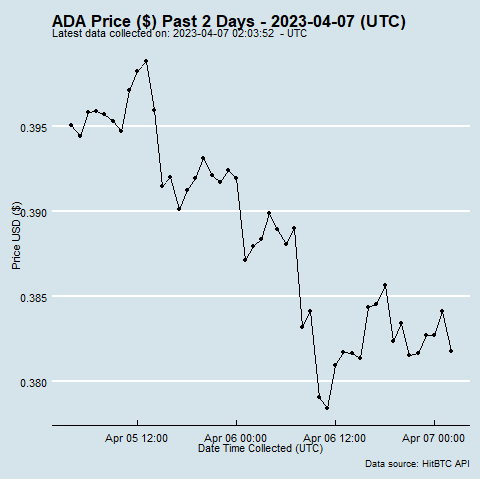 ADA Price ($) Past 2 Days - 2023-04-07 (UTC)
Latest data collected on: 2023-04-07 02:03:52  - UTC
0.395
0.390
0.385
0.380
Price USD ($)
Apr 05 12:00 Apr 06 00:00 Apr 06 12:00 Apr 07 00:00
Date Time Collected (UTC)
Data source: HitBTC API